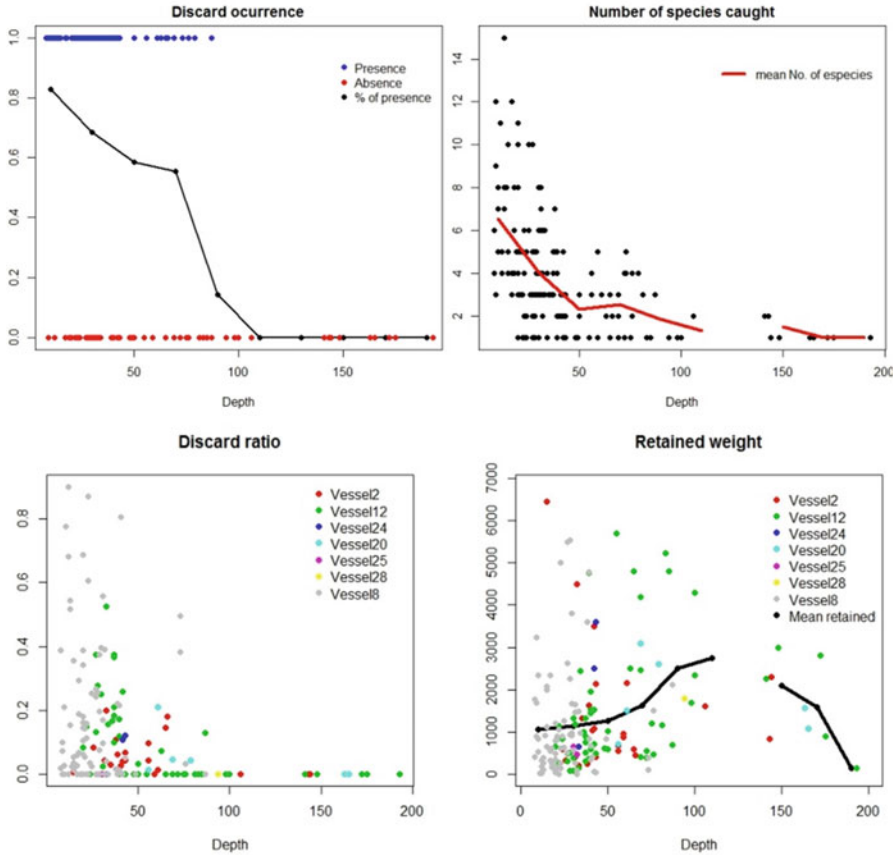 Discard ocurrence
1.0
0.8
0.6
0.4
0.2
0.0
Presence
Absence
% of presence
50
100
150
Depth
Number of species caught
14
12
10
8
6
4
2
mean No. of especies
50
100
150
200
Depth
Discard ratio
0.8
0.6
0.4
0.2
0.0
Vessel2
Vessel12
Vessel24
Vessel20
Vessel25
Vessel28
Vessel8
50
100
150
200
Depth
Retained weight
7000
6000
5000
4000
3000
2000
1000
0
Vessel2
Vessel12
Vessel24
Vessel20
Vessel25
Vessel28
Vessel8
Mean retained
0
50
100
150
200
Depth